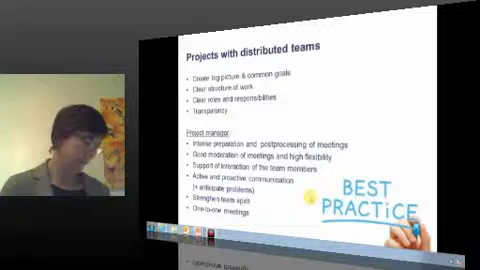 Projects with distributed teams
• Create big picture & common goals
• Clear structure of work
• Clear roles and responsibilities
• Transparency
Project manager:
• Intense preparation and postprocessing of meetings
• Good moderation of meetings and high flexibility
• Support of interaction of the team members
• Active and proactive communication
(+ anticipate problems)
• Strenghen team spirit
• One-to-one meetings
BEST
PRACTiCE